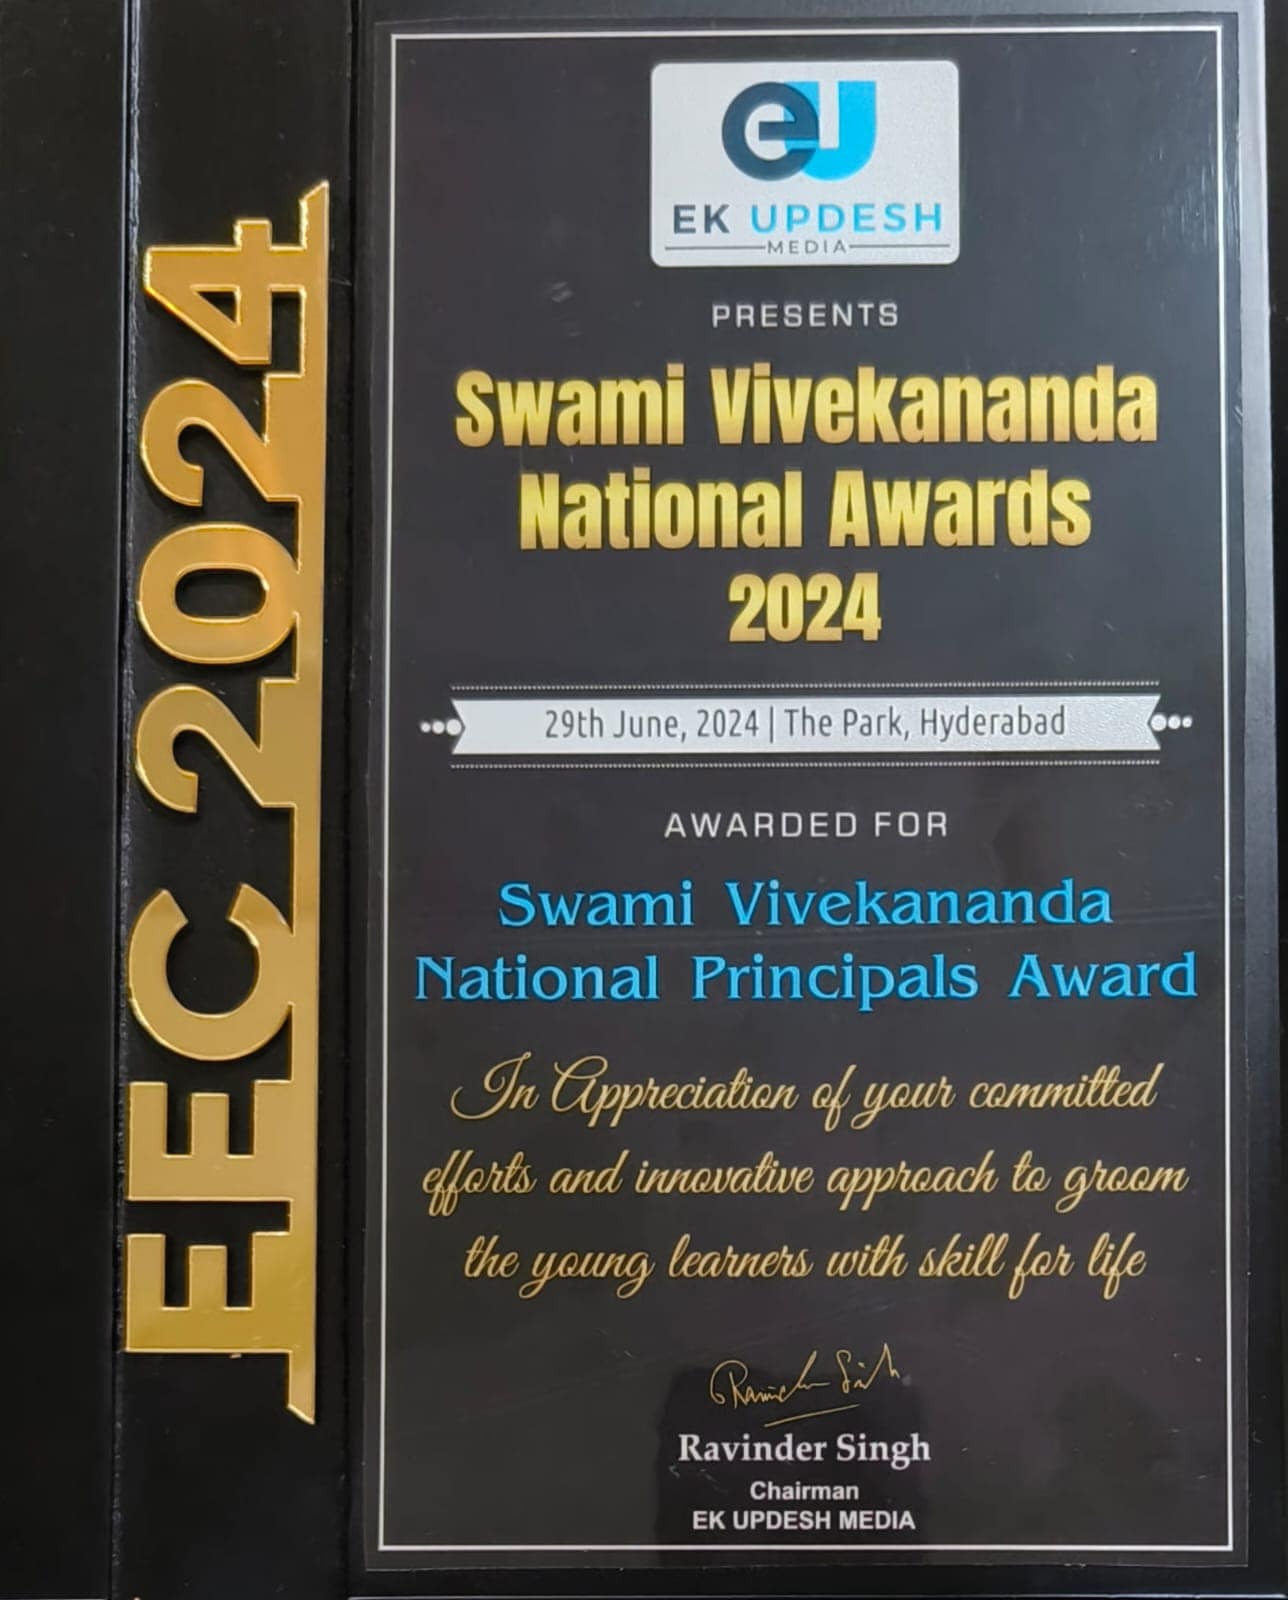 EEC 2024
eU
EK UPDESH
MEDIA
PRESENTS
Swami Vivekananda
National Awards
2024
29th June, 2024 | The Park, Hyderabad
AWARDED FOR
Swami Vivekananda
National Principals Award
In Appreciation of your committed
efforts and innovative approach to groom
the young learners with skill for life
Ravinder Singh
Chairman
EK UPDESH MEDIA